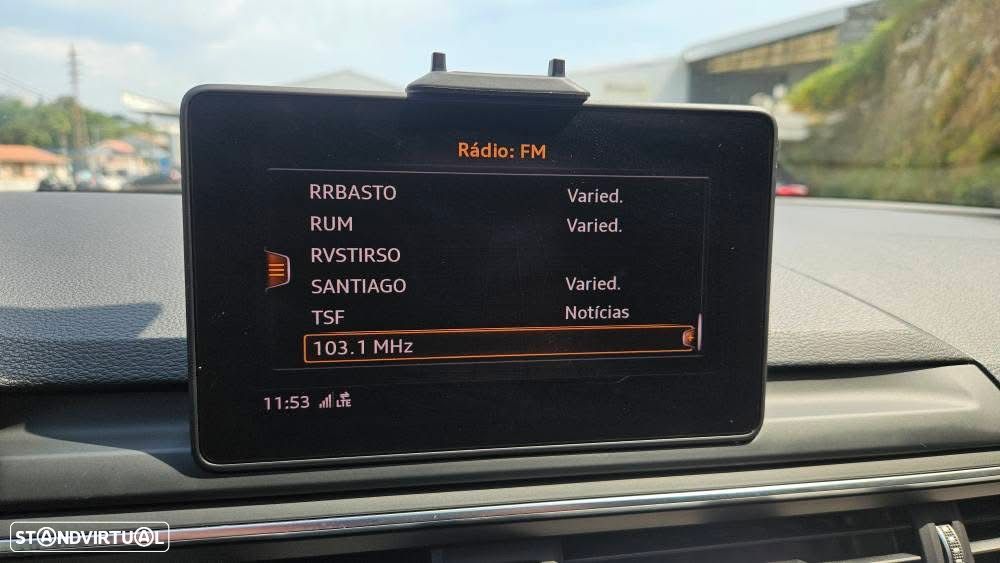 Rádio: FM
RRBASTO Varied.
RUM Varied.
RVSTIRSO
SANTIAGO Varied.
TSF Notícias
103.1 MHz
11:53 LTE
STANDVIRTUAL